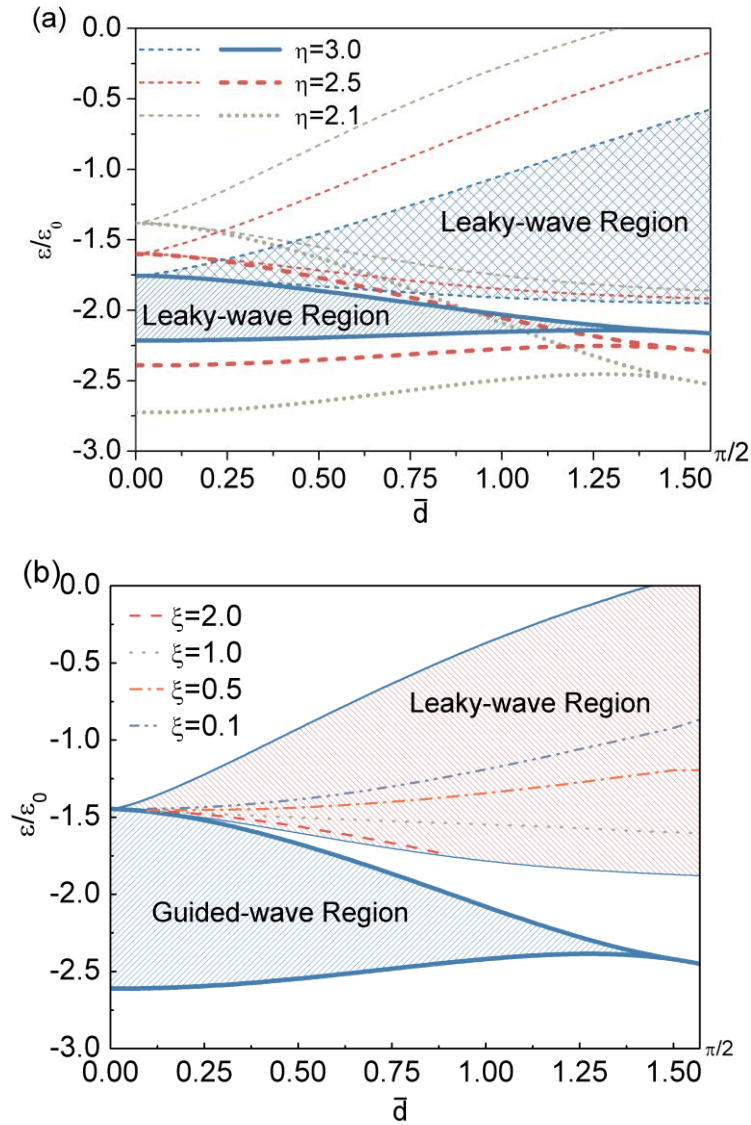 (a)
0.0
-0.5
-1.0
-1.5
-2.0
-2.5
-3.0
ε/ε₀
η=3.0
η=2.5
η=2.1
Leaky-wave Region
Leaky-wave Region
0.00 0.25 0.50 0.75 1.00 1.25 1.50
π/2
d̄
(b)
0.0
-0.5
-1.0
-1.5
-2.0
-2.5
-3.0
ε/ε₀
ξ=2.0
ξ=1.0
ξ=0.5
ξ=0.1
Leaky-wave Region
Guided-wave Region
0.00 0.25 0.50 0.75 1.00 1.25 1.50
π/2
d̄